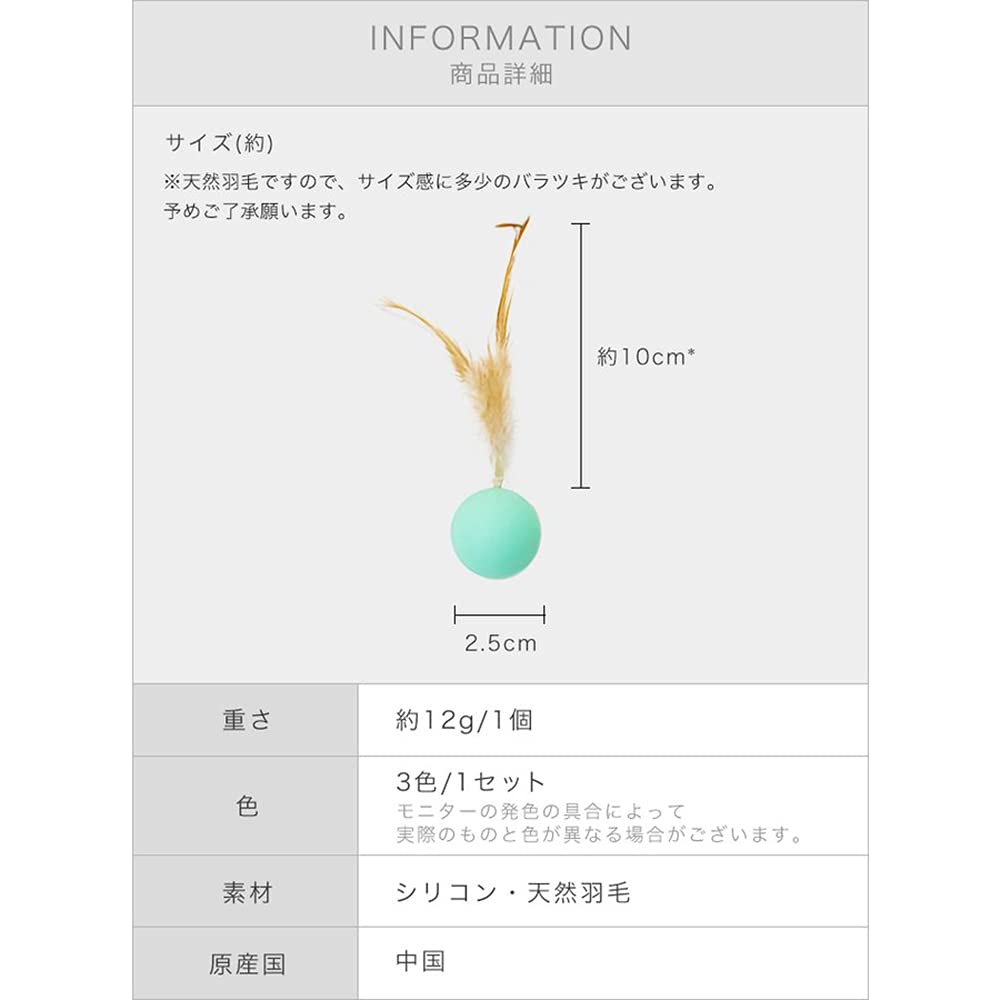 INFORMATION
商品詳細
サイズ(約)
※天然羽毛ですので、サイズ感に多少のバラツキがございます。
予めご了承願います。
約10cm*
2.5cm
重さ
約12g/1個
色
3色/1セット
モニターの発色の具合によって
実際のものと色が異なる場合がございます。
素材
シリコン・天然羽毛
原産国
中国